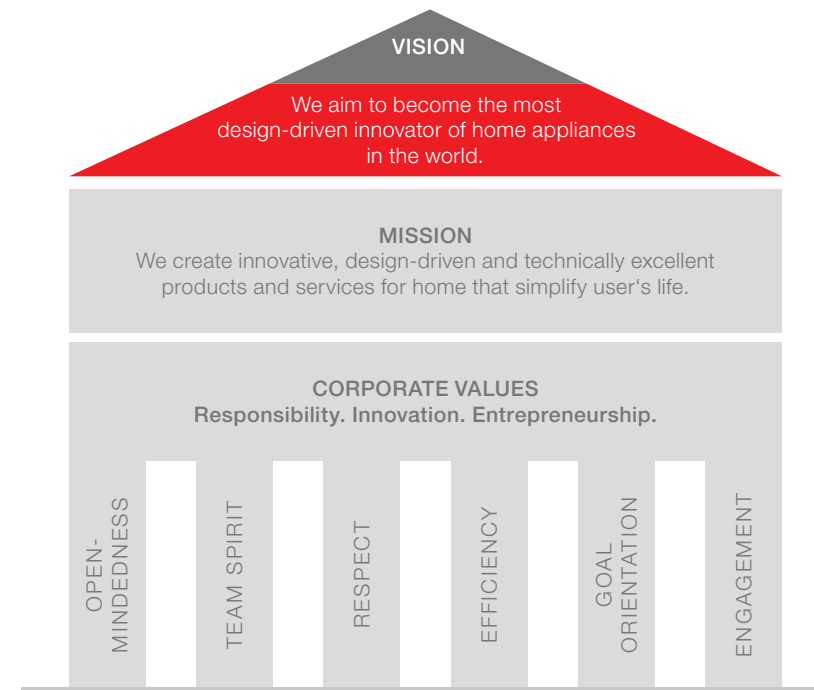 VISION
We aim to become the most
design-driven innovator of home appliances
in the world.
MISSION
We create innovative, design-driven and technically excellent
products and services for home that simplify user‘s life.
CORPORATE VALUES
Responsibility. Innovation. Entrepreneurship.
OPEN-
MINDEDNESS
TEAM SPIRIT
RESPECT
EFFICIENCY
GOAL
ORIENTATION
ENGAGEMENT